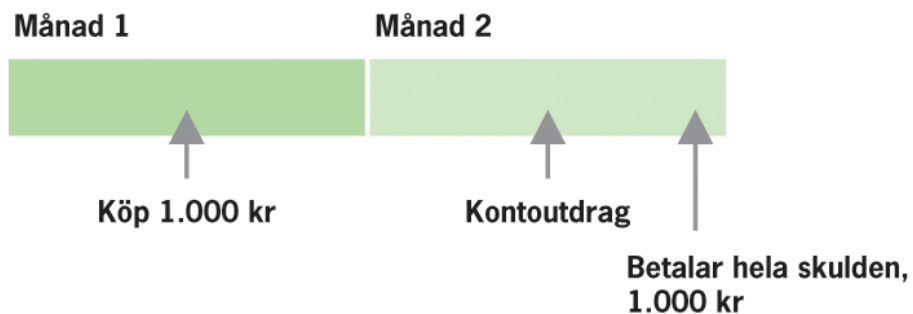 Månad 1
Månad 2
Köp 1.000 kr
Kontoutdrag
Betalar hela skulden,
1.000 kr